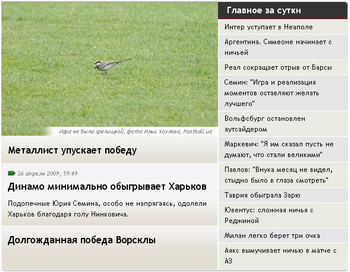 Игра не была зрелищной, фото Ильи Хохлова, Football.ua
Металлист упускает победу
26 апреля 2009, 19:49
Динамо минимально обыгрывает Харьков
Подопечные Юрия Семина, особо не напрягаясь, одолели
Харьков благодаря голу Нинковича.
Долгожданная победа Ворсклы
Главное за сутки
Интер уступает в Неаполе
Аргентина. Симеоне начинает с
ничьей
Реал сокращает отрыв от Барсы
Семин: "Игра и реализация
моментов оставляют желать
лучшего"
Вольфсбург остановлен
аутсайдером
Маркевич: "Я им сказал пусть не
думают, что стали великими"
Павлов: "Внука месяц не видел,
стыдно было в глаза смотреть"
Таврия обыграла Зарю
Ювентус: сложная ничья с
Реджиной
Милан легко берет три очка
Аякс вымучивает ничью в матче с
АЗ